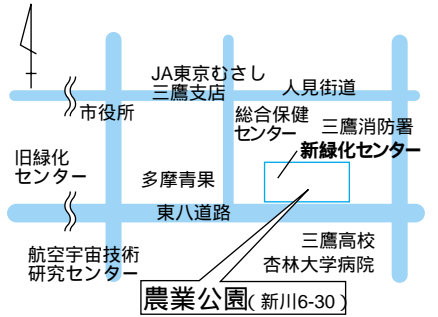 JA東京むさし
三鷹支店
人見街道
市役所
総合保健
センター
三鷹消防署
新緑化センター
旧緑化
センター
多摩青果
東八道路
三鷹高校
杏林大学病院
航空宇宙技術
研究センター
農業公園(新川6-30)